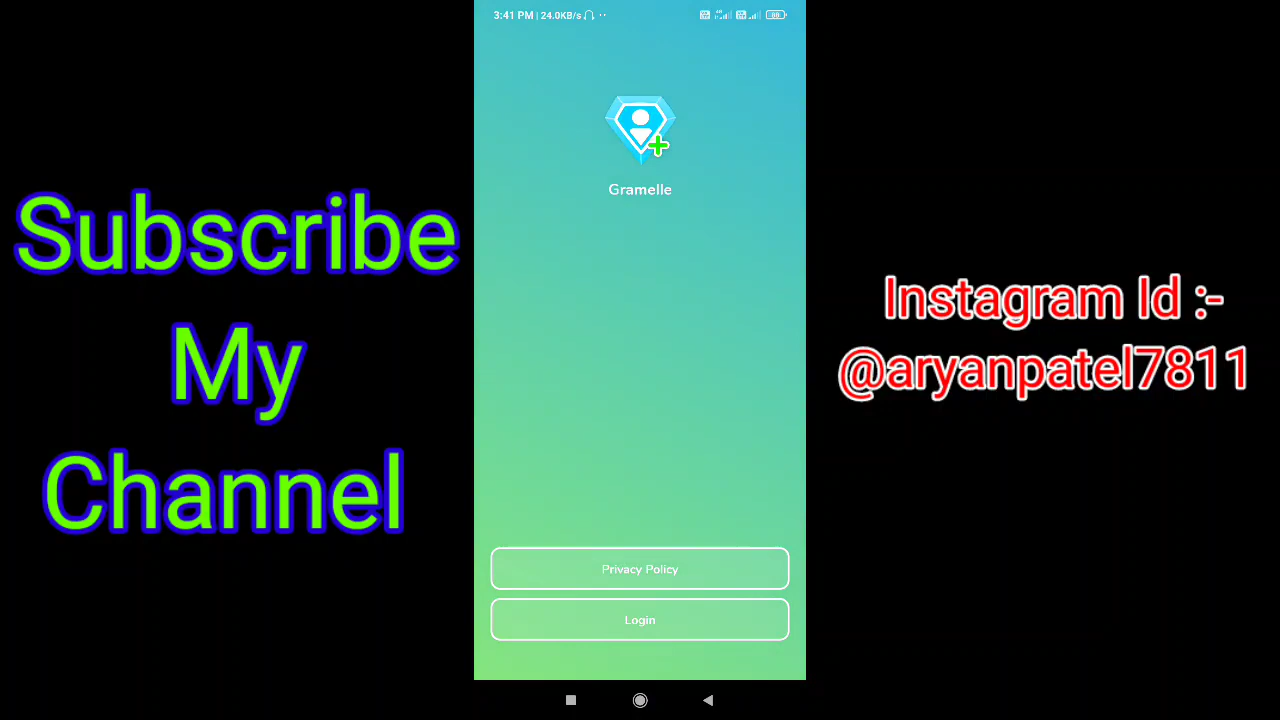 3:41 PM | 24.0KB/s
Gramelle
Subscribe
My
Channel
Instagram Id :-
@aryanpatel7811
Privacy Policy
Login